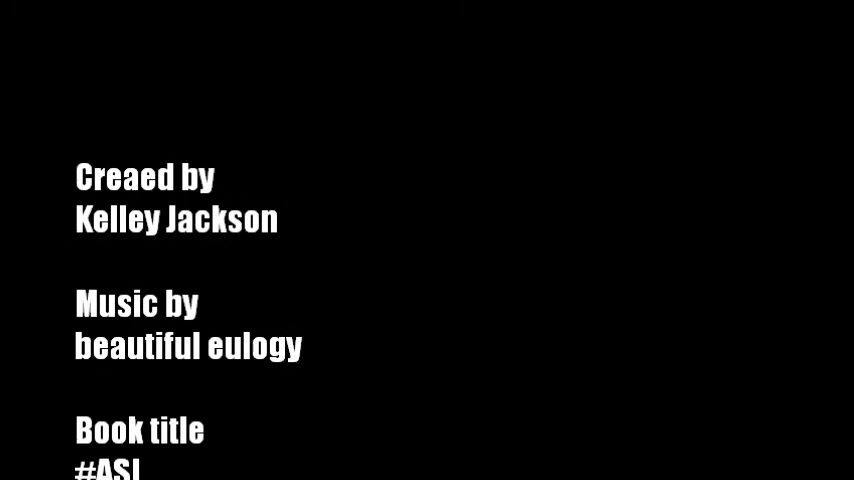 Creaed by
Kelley Jackson
Music by
beautiful eulogy
Book title